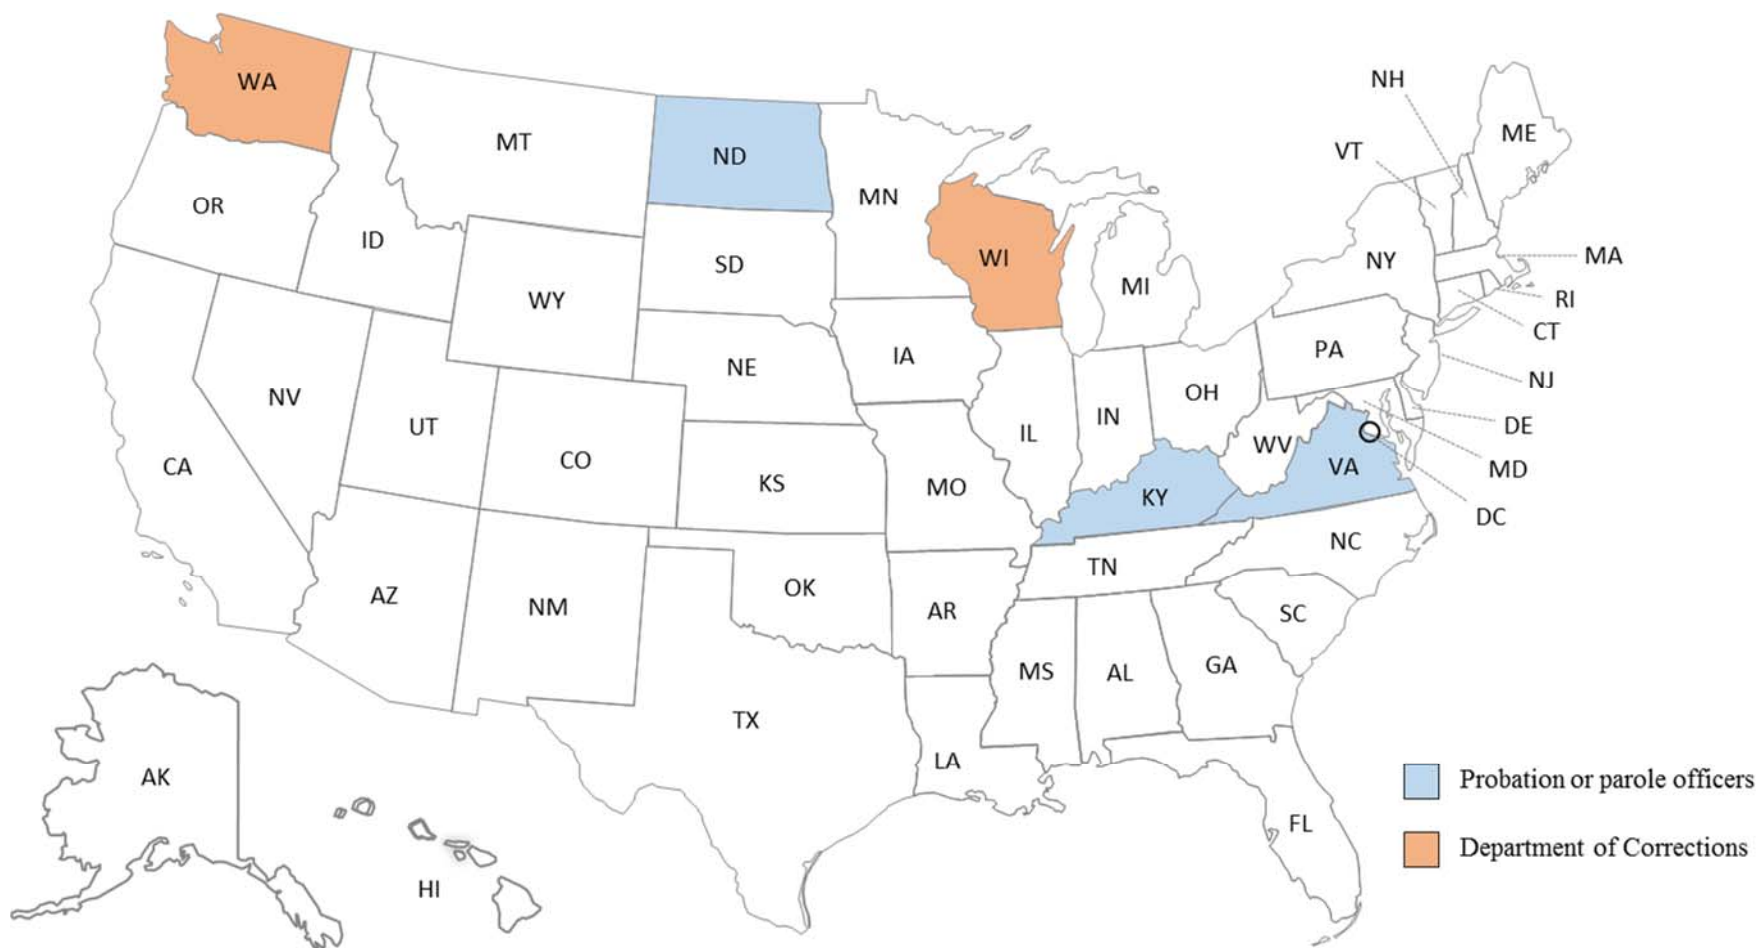 WA
MT
ND
MN
OR
ID
SD
WI
WY
MI
NH
VT
ME
NY
MA
RI
CT
NJ
DE
MD
DC
PA
NE
IA
NV
UT
CO
CA
KS
MO
IL
IN
OH
WV
VA
KY
TN
NC
AZ
NM
OK
AR
SC
MS
AL
GA
TX
LA
FL
AK
HI
Probation or parole officers
Department of Corrections